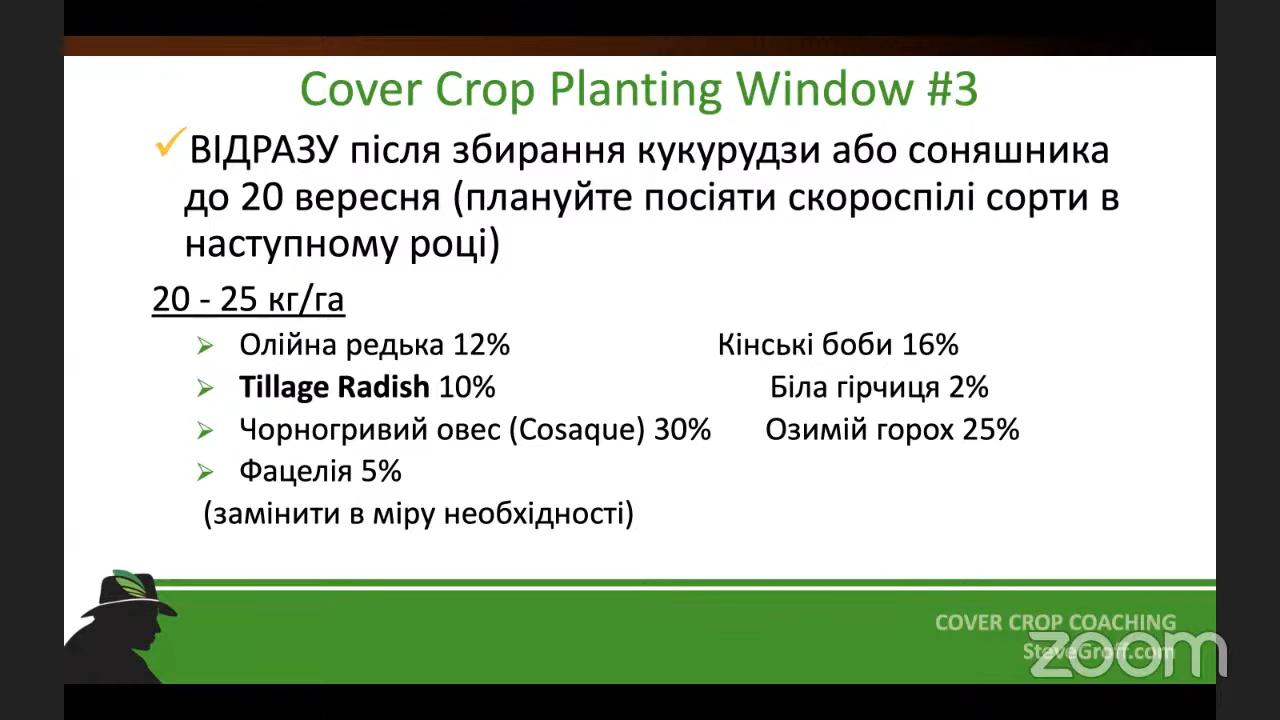 Cover Crop Planting Window #3
ВІДРАЗУ після збирання кукурудзи або соняшника
до 20 вересня (плануйте посіяти скороспілі сорти в
наступному році)
20 - 25 кг/га
Олійна редька 12% Кінські боби 16%
Tillage Radish 10% Біла гірчиця 2%
Чорногривий овес (Cosaque) 30% Озимій горох 25%
Фацелія 5%
(замінити в міру необхідності)
COVER CROP COACHING
SteveGroff.com
zoom